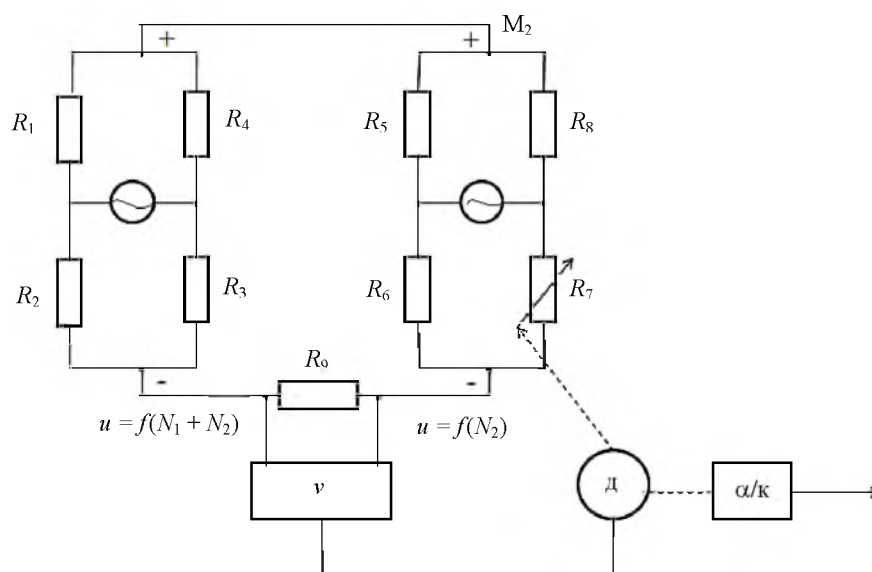 M2
+ +
R1 R4 R5 R8
R2 R3 R6 R7
R9
- -
u = f(N1 + N2) u = f(N2)
v д α/к